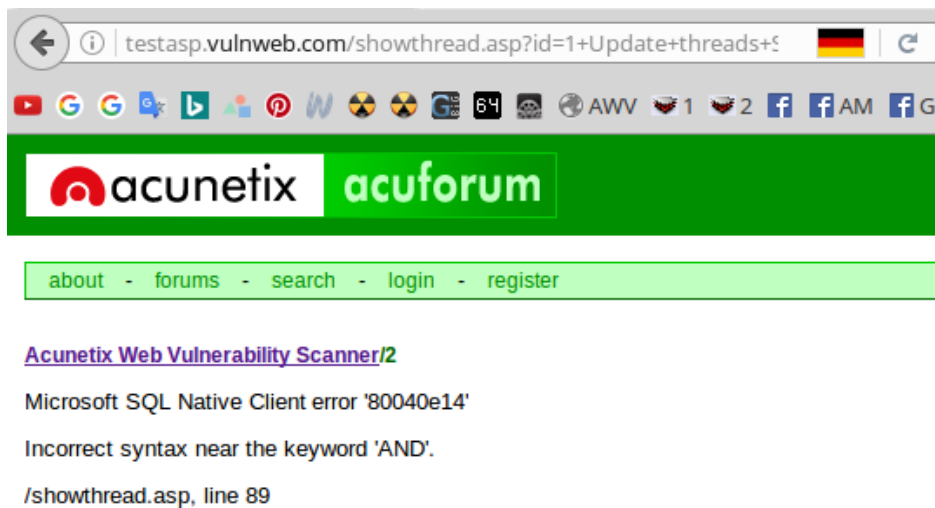 testasp.vulnweb.com/showthread.asp?id=1+Update+threads+S
64 AWV 1 2 f f AM f G
acunetix acuforum
about - forums - search - login - register
Acunetix Web Vulnerability Scanner/2
Microsoft SQL Native Client error '80040e14'
Incorrect syntax near the keyword 'AND'.
/showthread.asp, line 89